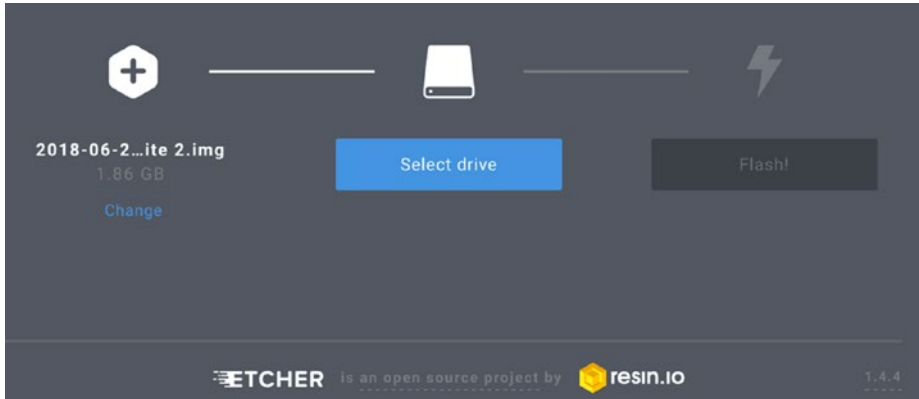 2018-06-2...ite 2.img
1.86 GB
Change
Select drive
Flash!
ETCHER is an open source project by resin.io 1.4.4